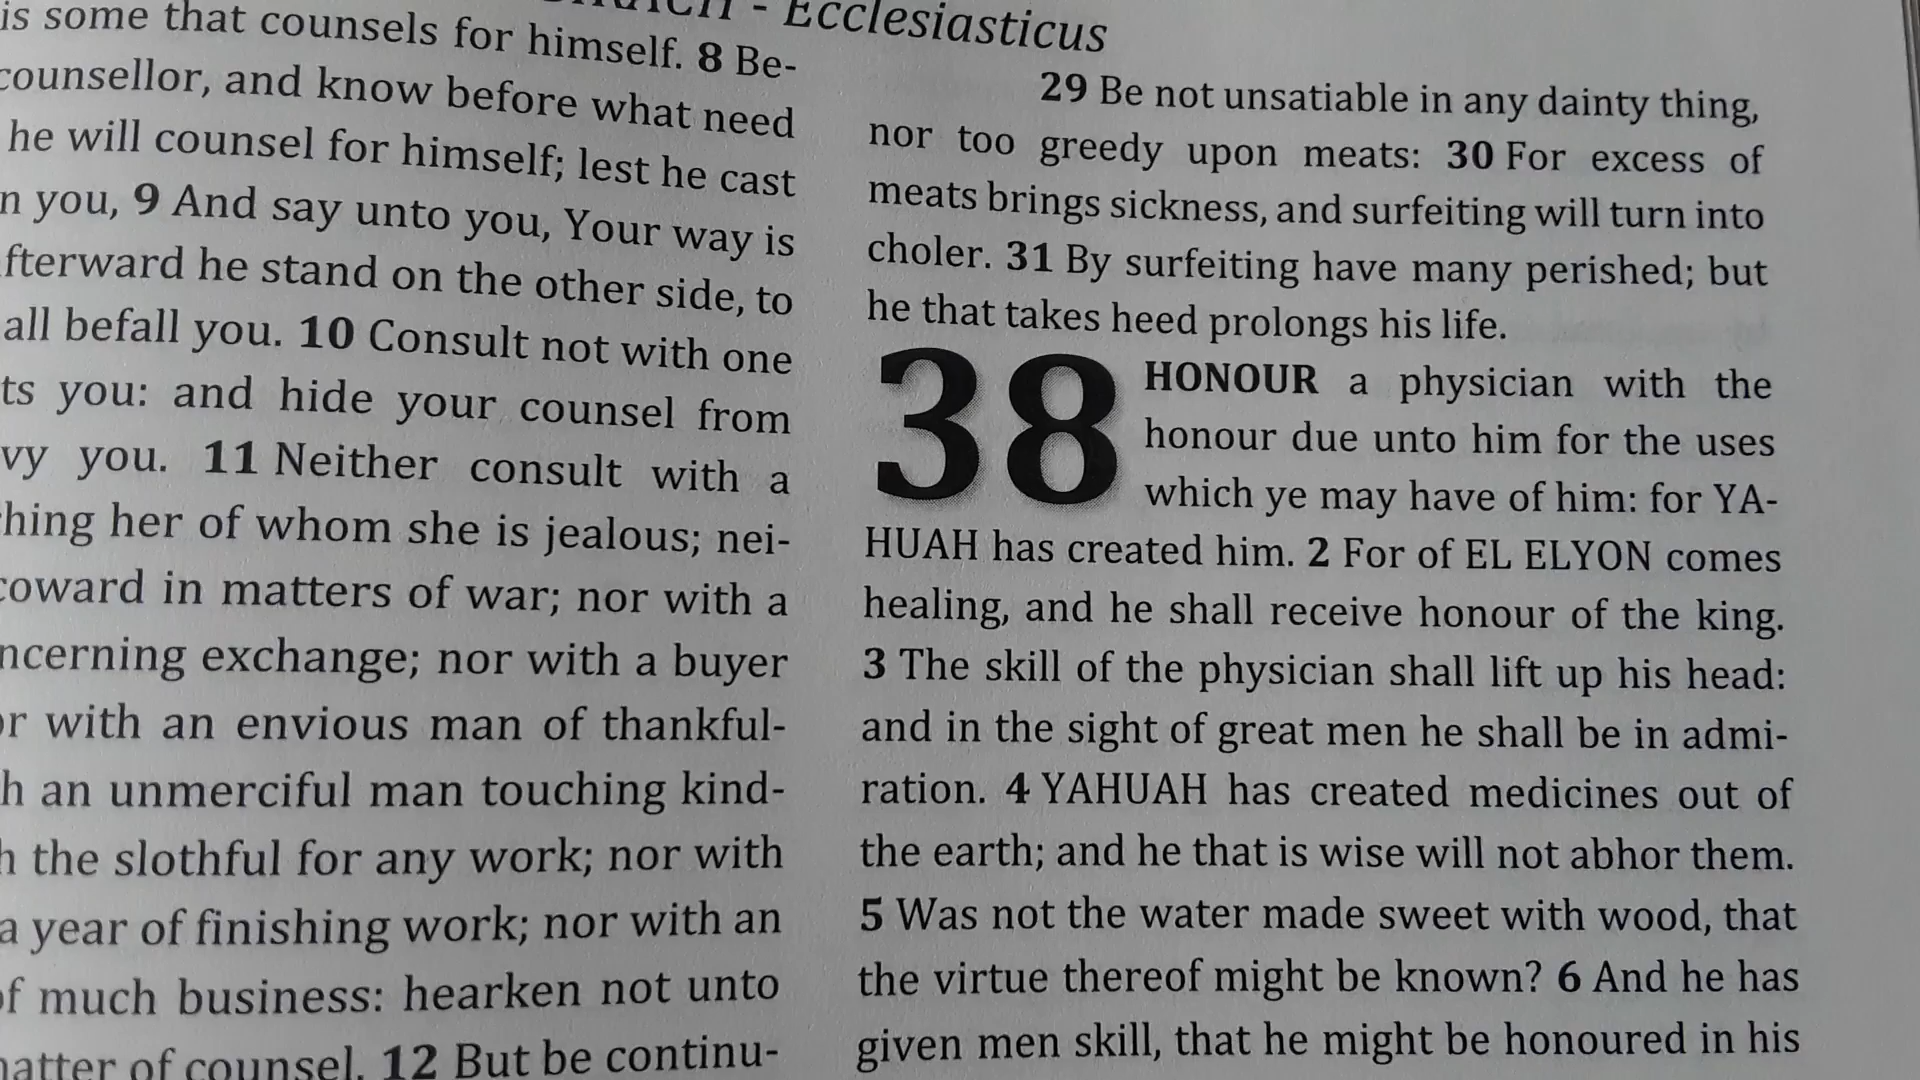 - Ecclesiasticus
is some that counsels for himself. 8 Be-
counsellor, and know before what need
he will counsel for himself; lest he cast
you, 9 And say unto you, Your way is
he stand on the other side, to
all befall you. 10 Consult not with one
you: and hide your counsel from
you. 11 Neither consult with a
her of whom she is jealous; nei-
coward in matters of war; nor with a
exchange; nor with a buyer
with an envious man of thankful-
an unmerciful man touching kind-
the slothful for any work; nor with
a year of finishing work; nor with an
of much business: hearken not unto
matter of counsel. 12 But be continu-
29 Be not unsatiable in any dainty thing,
nor too greedy upon meats: 30 For excess of
meats brings sickness, and surfeiting will turn into
choler. 31 By surfeiting have many perished; but
he that takes heed prolongs his life.
38 HONOUR a physician with the
honour due unto him for the uses
which ye may have of him: for YA-
HUAH has created him. 2 For of EL ELYON comes
healing, and he shall receive honour of the king.
3 The skill of the physician shall lift up his head:
and in the sight of great men he shall be in admi-
ration. 4 YAHUAH has created medicines out of
the earth; and he that is wise will not abhor them.
5 Was not the water made sweet with wood, that
the virtue thereof might be known? 6 And he has
given men skill, that he might be honoured in his